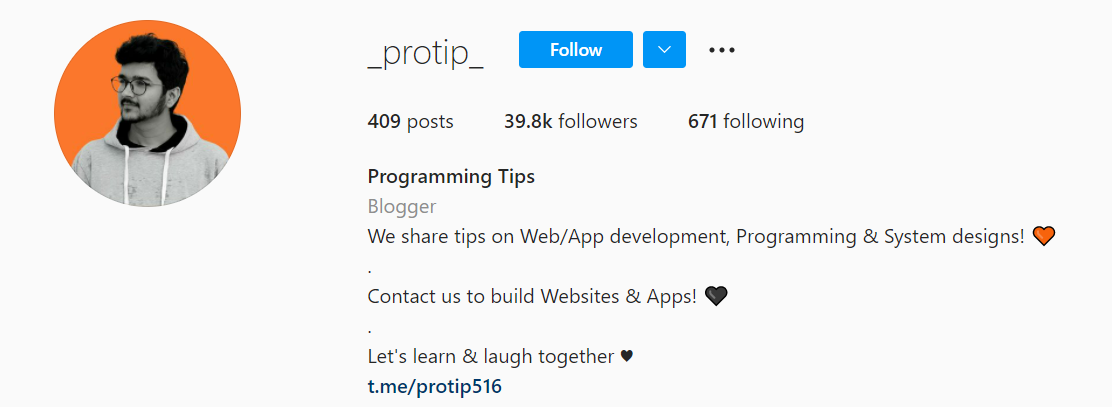 _protip_ Follow
409 posts 39.8k followers 671 following
Programming Tips
Blogger
We share tips on Web/App development, Programming & System designs! 🧡
.
Contact us to build Websites & Apps! 🖤
.
Let's learn & laugh together ♥
t.me/protip516